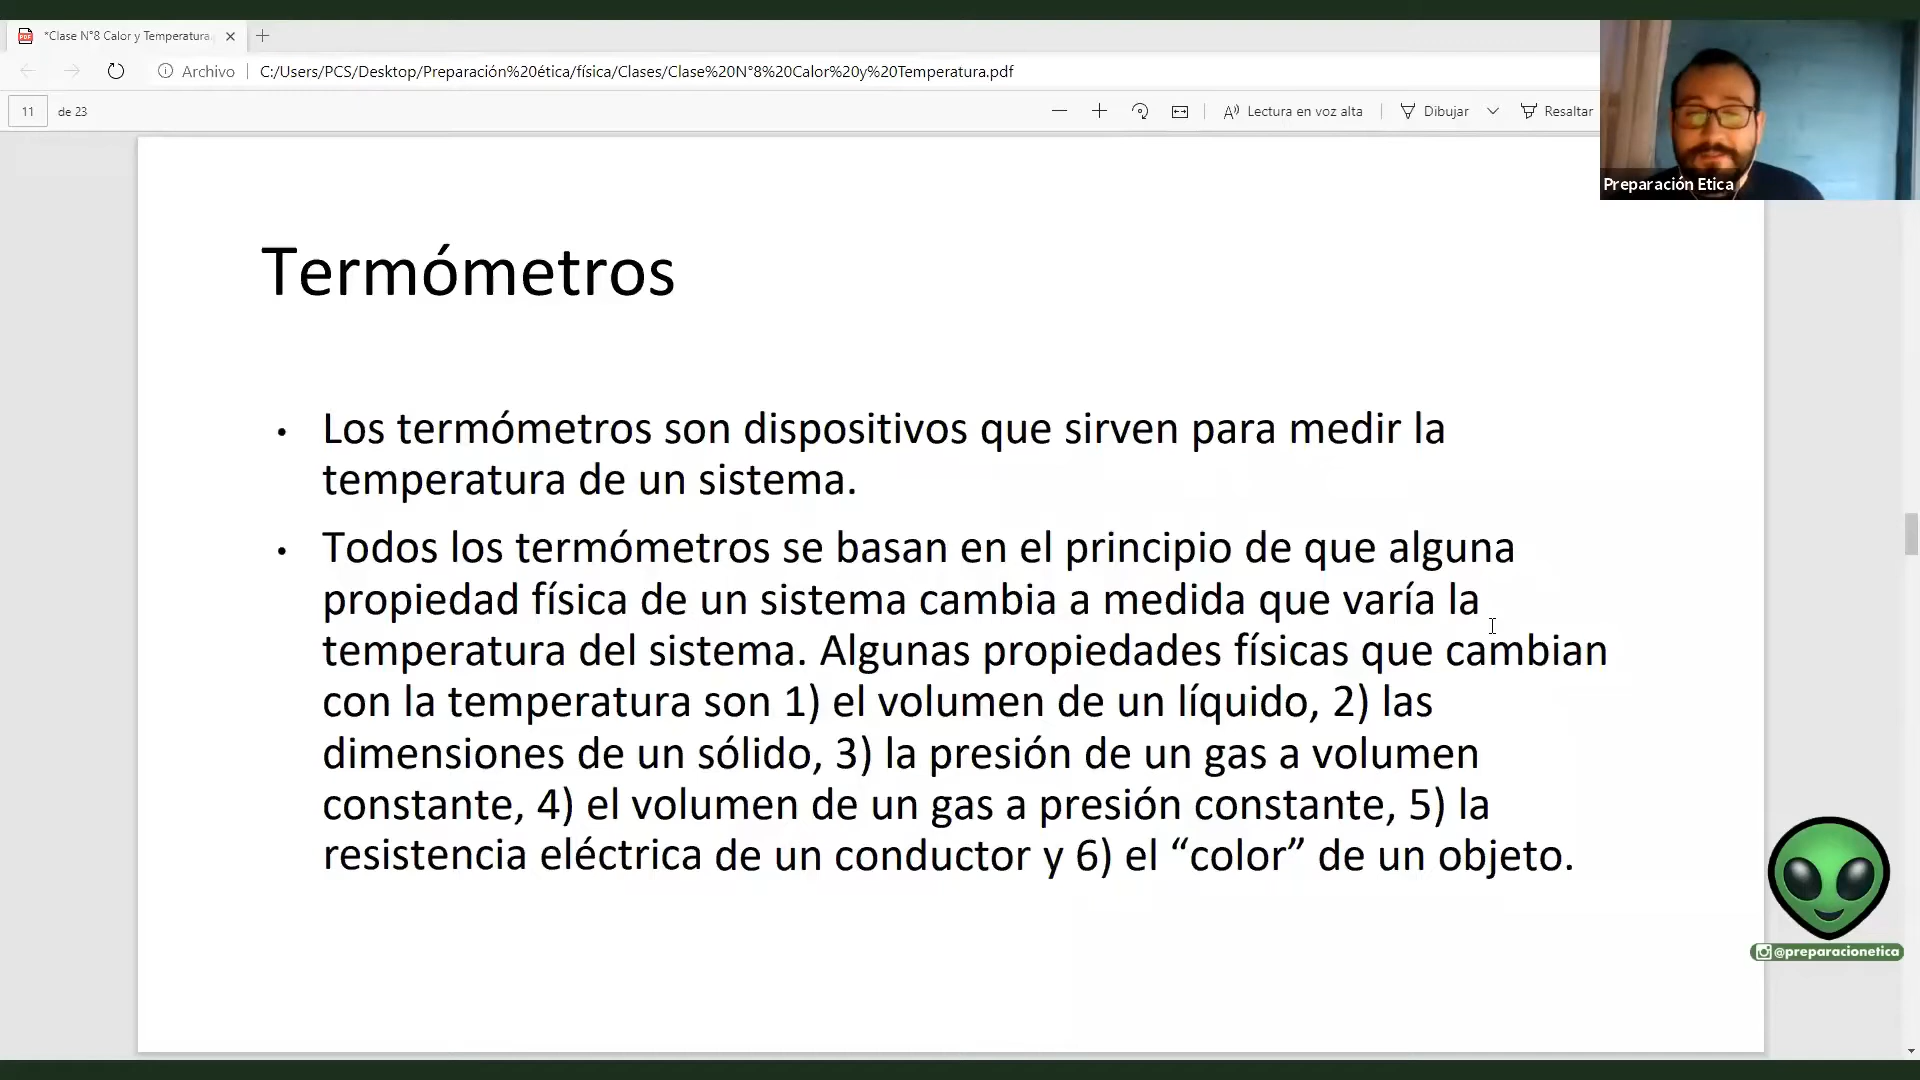 *Clase N°8 Calor y Temperatura.
Archivo
C:/Users/PCS/Desktop/Preparación%20ética/física/Clases/Clase%20N°8%20Calor%20y%20Temperatura.pdf
11 de 23
Lectura en voz alta
Dibujar
Resaltar
Preparación Etica
Termómetros
• Los termómetros son dispositivos que sirven para medir la
temperatura de un sistema.
• Todos los termómetros se basan en el principio de que alguna
propiedad física de un sistema cambia a medida que varía la
temperatura del sistema. Algunas propiedades físicas que cambian
con la temperatura son 1) el volumen de un líquido, 2) las
dimensiones de un sólido, 3) la presión de un gas a volumen
constante, 4) el volumen de un gas a presión constante, 5) la
resistencia eléctrica de un conductor y 6) el “color” de un objeto.
@preparacionetica